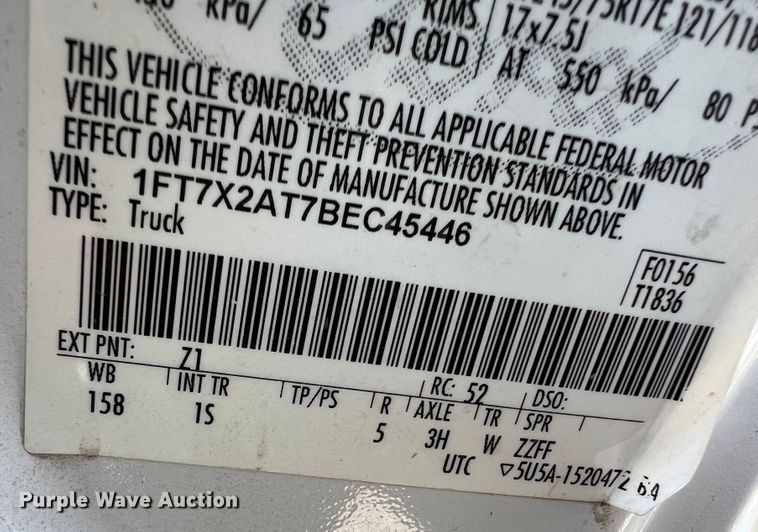 kPa/ 65 RIMS
PSI COLD 17x7.5J
AT 550 kPa/ 80
THIS VEHICLE CONFORMS TO ALL APPLICABLE FEDERAL MOTOR
VEHICLE SAFETY AND THEFT PREVENTION STANDARDS IN
EFFECT ON THE DATE OF MANUFACTURE SHOWN ABOVE.
VIN: 1FT7X2AT7BEC45446
TYPE: Truck
F0156
T1836
EXT PNT: Z1 RC: 52 DSO:
WB INT TR TP/PS R AXLE TR SPR
158 1S 5 3H W ZZFF
UTC ▽5U5A-1520472
Purple Wave Auction